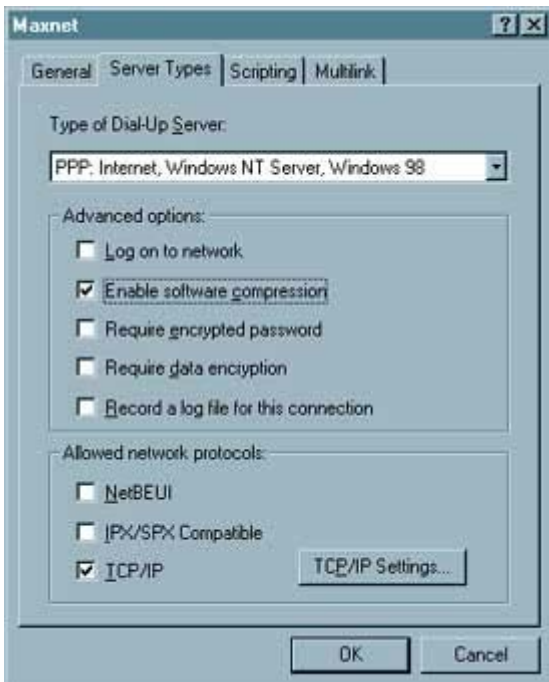 Maxnet
General Server Types Scripting Multilink
Type of Dial-Up Server:
PPP: Internet, Windows NT Server, Windows 98
Advanced options:
Log on to network
Enable software compression
Require encrypted password
Require data encryption
Record a log file for this connection
Allowed network protocols:
NetBEUI
IPX/SPX Compatible
TCP/IP TCP/IP Settings...
OK Cancel